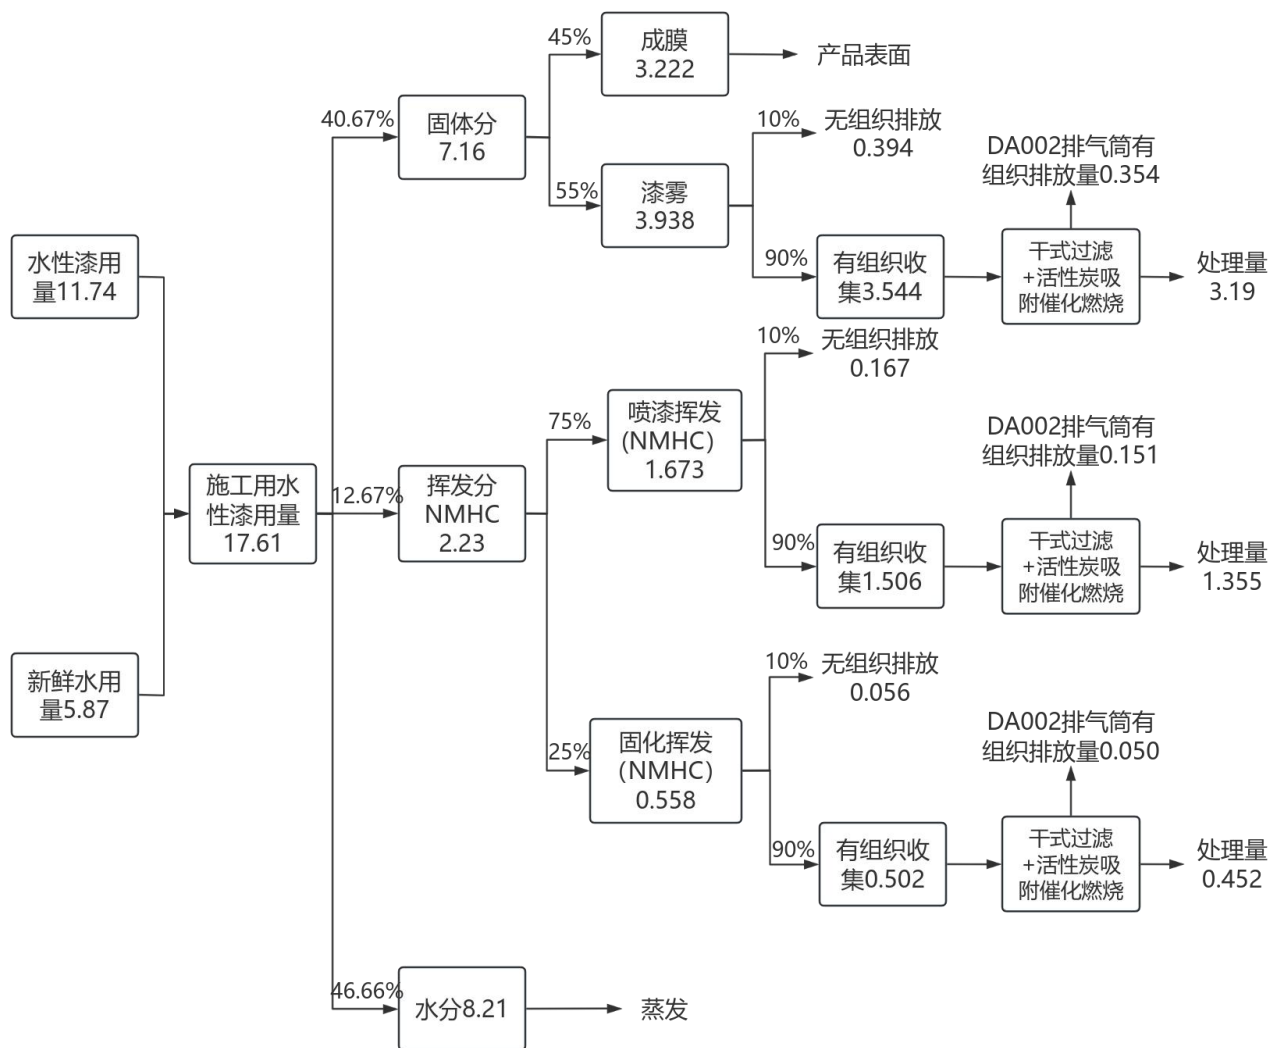 45%
成膜
3.222
产品表面
40.67%
固体分
7.16
10%
无组织排放
0.394
DA002排气筒有
组织排放量0.354
55%
漆雾
3.938
90%
有组织收
集3.544
干式过滤
+活性炭吸
附催化燃烧
处理量
3.19
水性漆用
量11.74
10%
无组织排放
0.167
75%
喷漆挥发
(NMHC）
1.673
DA002排气筒有
组织排放量0.151
施工用水
性漆用量
17.61
12.67%
挥发分
NMHC
2.23
90%
有组织收
集1.506
干式过滤
+活性炭吸
附催化燃烧
处理量
1.355
新鲜水用
量5.87
10%
无组织排放
0.056
25%
固化挥发
（NMHC）
0.558
DA002排气筒有
组织排放量0.050
90%
有组织收
集0.502
干式过滤
+活性炭吸
附催化燃烧
处理量
0.452
46.66%
水分8.21
蒸发